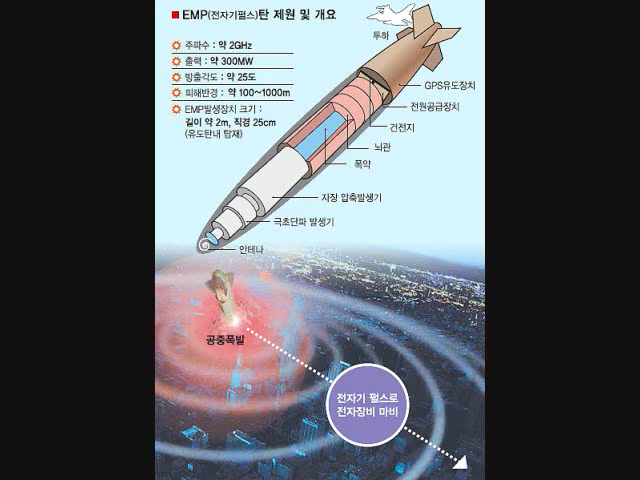 ■ EMP(전자기펄스)탄 제원 및 개요
투하
주파수 : 약 2GHz
출력 : 약 300MW
방출각도 : 약 25도
피해반경 : 약 100~1000m
EMP발생장치 크기 :
길이 약 2m, 직경 25cm
(유도탄내 탑재)
GPS유도장치
전원공급장치
건전지
뇌관
폭약
자장 압축발생기
극초단파 발생기
안테나
공중폭발
전자기 펄스로
전자장비 마비